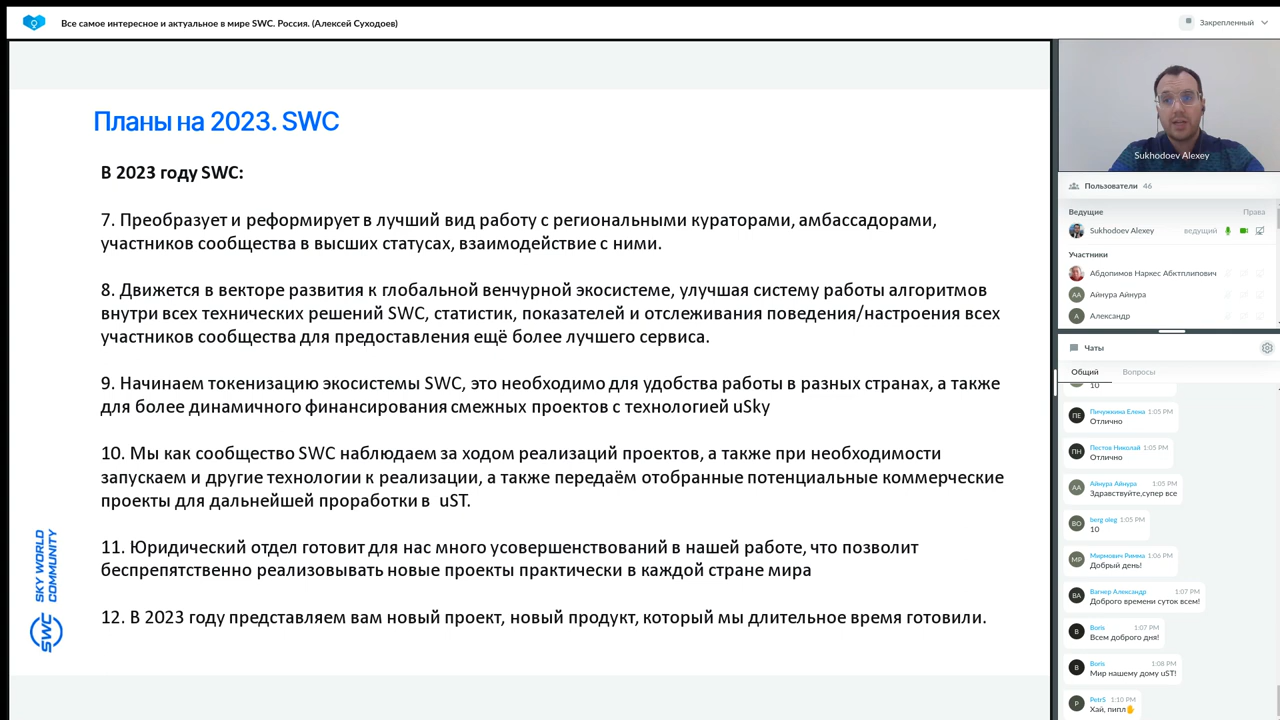 Все самое интересное и актуальное в мире SWC. Россия. (Алексей Суходоев)
Закрепленный
Планы на 2023. SWC
В 2023 году SWC:
7. Преобразует и реформирует в лучший вид работу с региональными кураторами, амбассадорами,
участников сообщества в высших статусах, взаимодействие с ними.
8. Движется в векторе развития к глобальной венчурной экосистеме, улучшая систему работы алгоритмов
внутри всех технических решений SWC, статистик, показателей и отслеживания поведения/настроения всех
участников сообщества для предоставления ещё более лучшего сервиса.
9. Начинаем токенизацию экосистемы SWC, это необходимо для удобства работы в разных странах, а также
для более динамичного финансирования смежных проектов с технологией uSky
10. Мы как сообщество SWC наблюдаем за ходом реализаций проектов, а также при необходимости
запускаем и другие технологии к реализации, а также передаём отобранные потенциальные коммерческие
проекты для дальнейшей проработки в uST.
11. Юридический отдел готовит для нас много усовершенствований в нашей работе, что позволит
беспрепятственно реализовывать новые проекты практически в каждой стране мира
12. В 2023 году представляем вам новый проект, новый продукт, который мы длительное время готовили.
SWC SKY WORLD
COMMUNITY
Sukhodoev Alexey
Пользователи 46
Ведущие Права
Sukhodoev Alexey ведущий
Участники
Абдопимов Наркес Абктплипович
АА Айнура Айнура
А Александр
Чаты
Общий Вопросы
10
ПЕ Пичужкина Елена 1:05 PM
Отлично
ПН Пестов Николай 1:05 PM
Отлично
АА Айнура Айнура 1:05 PM
Здравствуйте,супер все
BO berg oleg 1:05 PM
10
МР Мирмович Римма 1:06 PM
Добрый день!
ВА Вагнер Александр 1:07 PM
Доброго времени суток всем!
B Boris 1:07 PM
Всем доброго дня!
B Boris 1:08 PM
Мир нашему дому uST!
P PetrS 1:10 PM
Хай, пипл✋